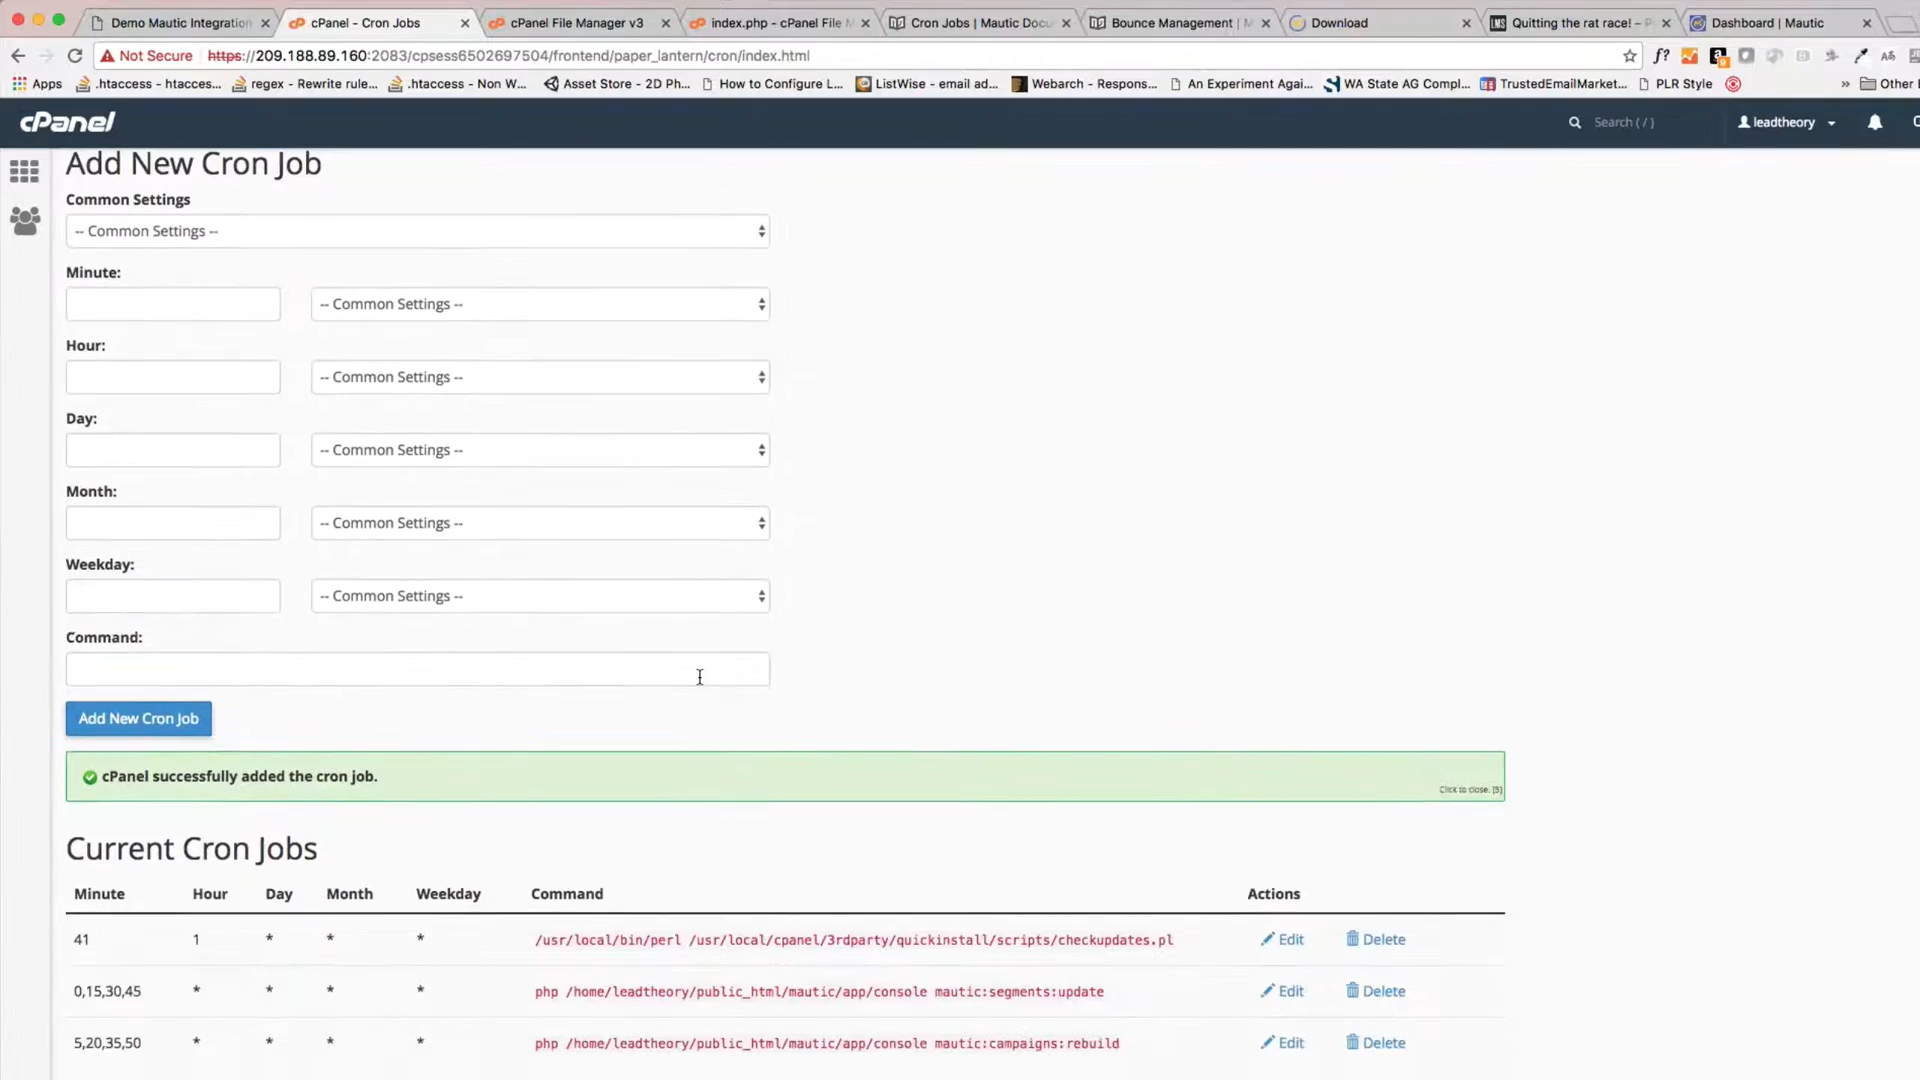 Demo Mautic Integration
cPanel - Cron Jobs
cPanel File Manager v3
index.php - cPanel File M
Cron Jobs | Mautic Docu
Bounce Management | M
Download
Quitting the rat race! – P
Dashboard | Mautic
Not Secure https://209.188.89.160:2083/cpsess6502697504/frontend/paper_lantern/cron/index.html
Apps
.htaccess - htacces...
regex - Rewrite rule...
.htaccess - Non W...
Asset Store - 2D Ph...
How to Configure L...
ListWise - email ad...
Webarch - Respons...
An Experiment Agai...
WA State AG Compl...
TrustedEmailMarket...
PLR Style
» Other
cPanel
Search ( / )
leadtheory
Add New Cron Job
Common Settings
-- Common Settings --
Minute:
-- Common Settings --
Hour:
-- Common Settings --
Day:
-- Common Settings --
Month:
-- Common Settings --
Weekday:
-- Common Settings --
Command:
Add New Cron Job
cPanel successfully added the cron job.
Click to close. [5]
Current Cron Jobs
Minute Hour Day Month Weekday Command Actions
41 1 * * * /usr/local/bin/perl /usr/local/cpanel/3rdparty/quickinstall/scripts/checkupdates.pl Edit Delete
0,15,30,45 * * * * php /home/leadtheory/public_html/mautic/app/console mautic:segments:update Edit Delete
5,20,35,50 * * * * php /home/leadtheory/public_html/mautic/app/console mautic:campaigns:rebuild Edit Delete